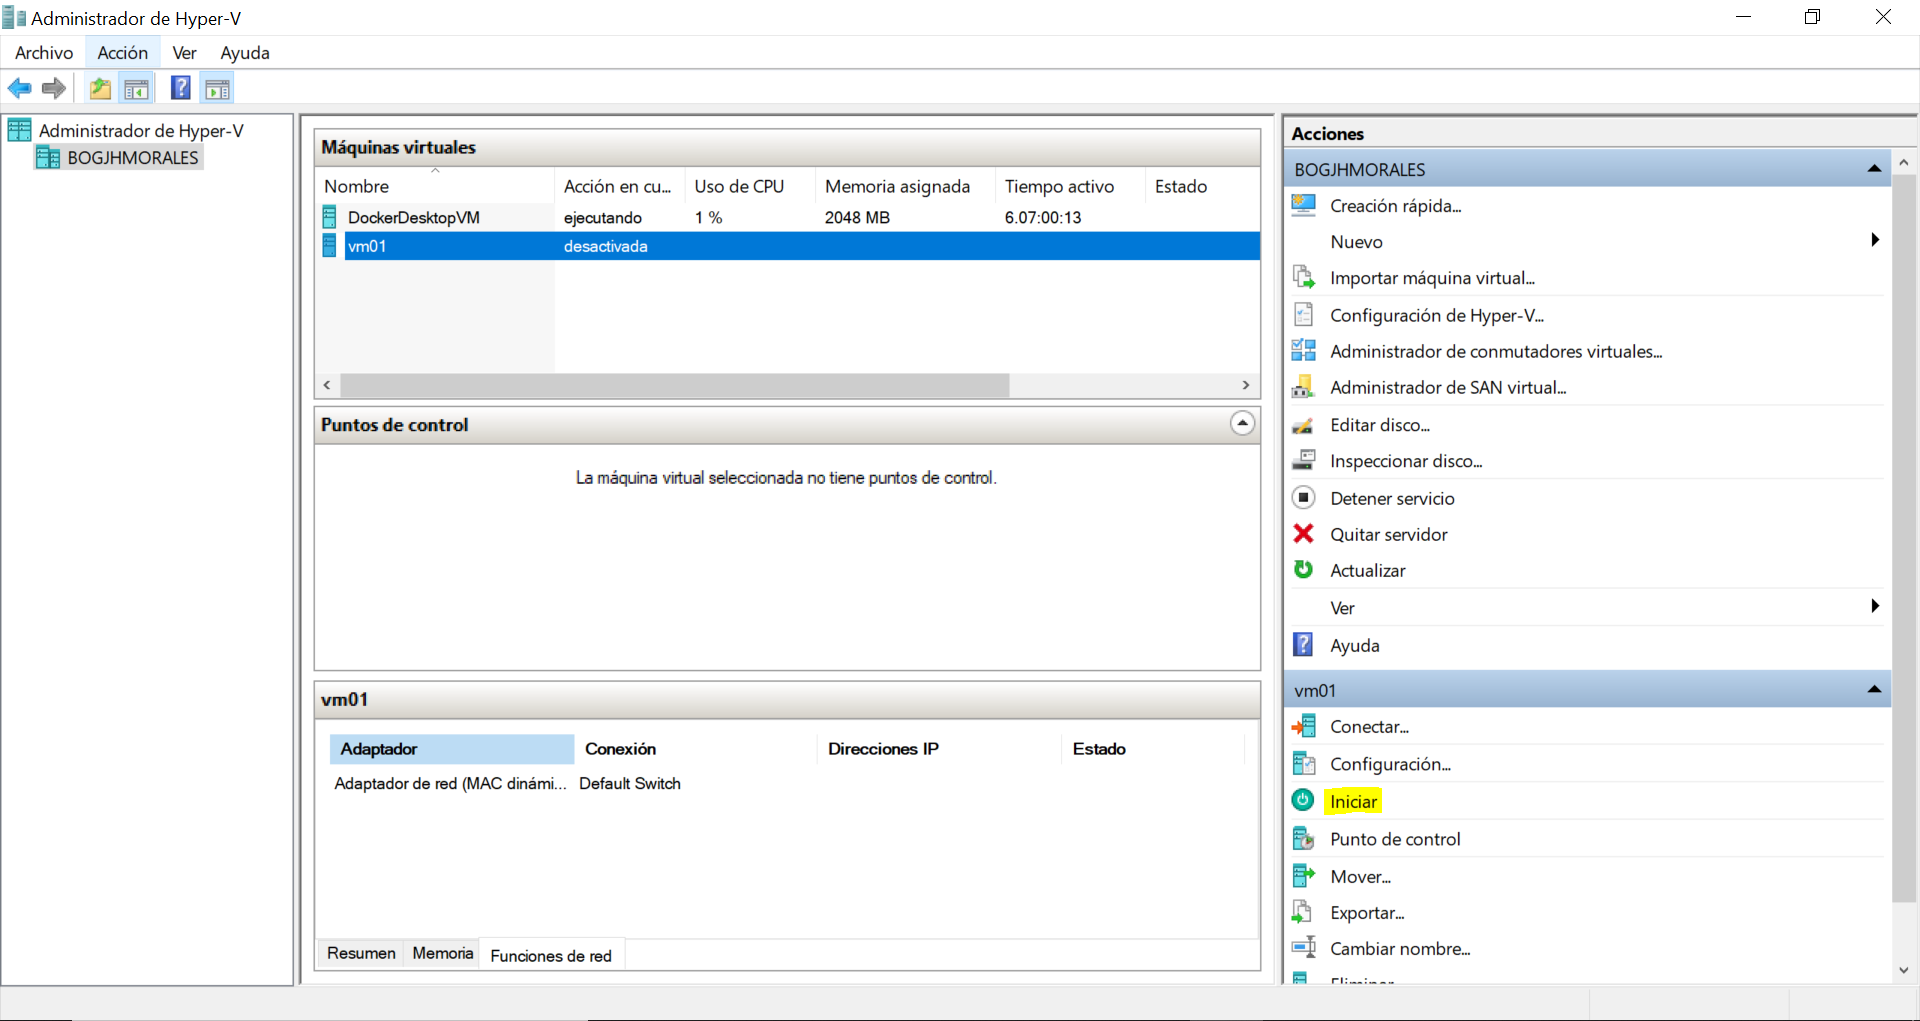 Administrador de Hyper-V
Archivo Acción Ver Ayuda
Administrador de Hyper-V
BOGJHMORALES
Máquinas virtuales
Nombre Acción en cu... Uso de CPU Memoria asignada Tiempo activo Estado
DockerDesktopVM ejecutando 1 % 2048 MB 6.07:00:13
vm01 desactivada
Puntos de control
La máquina virtual seleccionada no tiene puntos de control.
vm01
Adaptador Conexión Direcciones IP Estado
Adaptador de red (MAC dinámi... Default Switch
Resumen Memoria Funciones de red
Acciones
BOGJHMORALES
Creación rápida...
Nuevo
Importar máquina virtual...
Configuración de Hyper-V...
Administrador de conmutadores virtuales...
Administrador de SAN virtual...
Editar disco...
Inspeccionar disco...
Detener servicio
Quitar servidor
Actualizar
Ver
Ayuda
vm01
Conectar...
Configuración...
Iniciar
Punto de control
Mover...
Exportar...
Cambiar nombre...